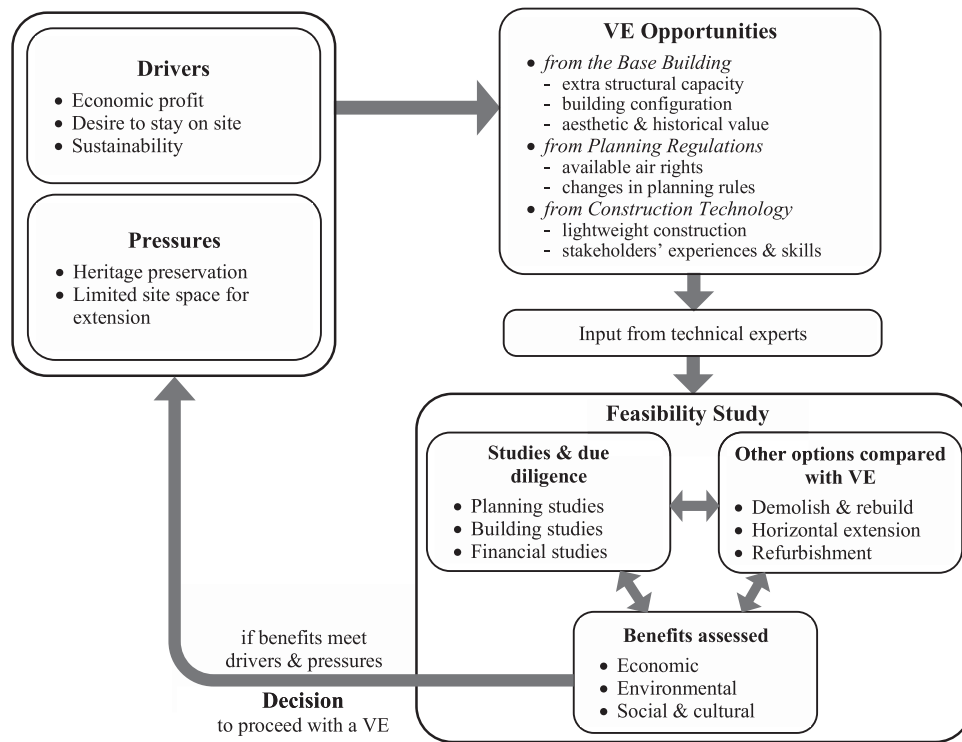 Drivers
• Economic profit
• Desire to stay on site
• Sustainability
Pressures
• Heritage preservation
• Limited site space for
extension
VE Opportunities
• from the Base Building
- extra structural capacity
- building configuration
- aesthetic & historical value
• from Planning Regulations
- available air rights
- changes in planning rules
• from Construction Technology
- lightweight construction
- stakeholders’ experiences & skills
Input from technical experts
Feasibility Study
Studies & due
diligence
• Planning studies
• Building studies
• Financial studies
Other options compared
with VE
• Demolish & rebuild
• Horizontal extension
• Refurbishment
Benefits assessed
• Economic
• Environmental
• Social & cultural
if benefits meet
drivers & pressures
Decision
to proceed with a VE